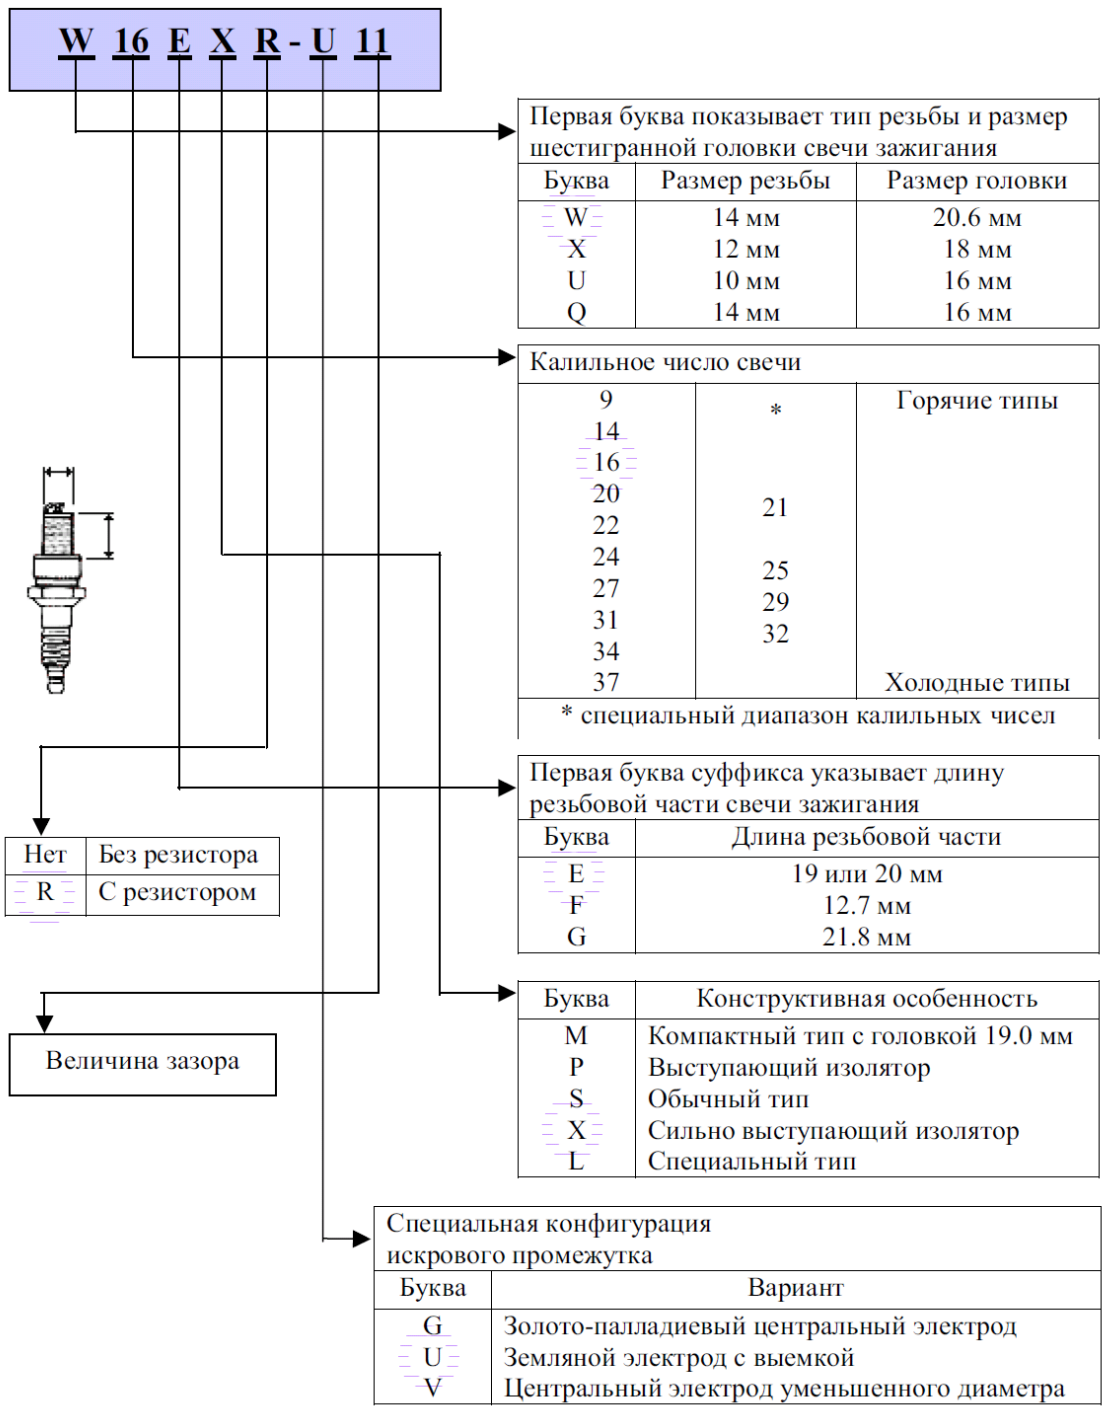 W 16 E X R - U 11
Первая буква показывает тип резьбы и размер
шестигранной головки свечи зажигания
Буква Размер резьбы Размер головки
W 14 мм 20.6 мм
X 12 мм 18 мм
U 10 мм 16 мм
Q 14 мм 16 мм
Калильное число свечи
9 * Горячие типы
14
16
20 21
22
24 25
27 29
31 32
34
37 Холодные типы
* специальный диапазон калильных чисел
Первая буква суффикса указывает длину
резьбовой части свечи зажигания
Буква Длина резьбовой части
E 19 или 20 мм
F 12.7 мм
G 21.8 мм
Нет Без резистора
R С резистором
Величина зазора
Буква Конструктивная особенность
M Компактный тип с головкой 19.0 мм
P Выступающий изолятор
S Обычный тип
X Сильно выступающий изолятор
L Специальный тип
Специальная конфигурация
искрового промежутка
Буква Вариант
G Золото-палладиевый центральный электрод
U Земляной электрод с выемкой
V Центральный электрод уменьшенного диаметра